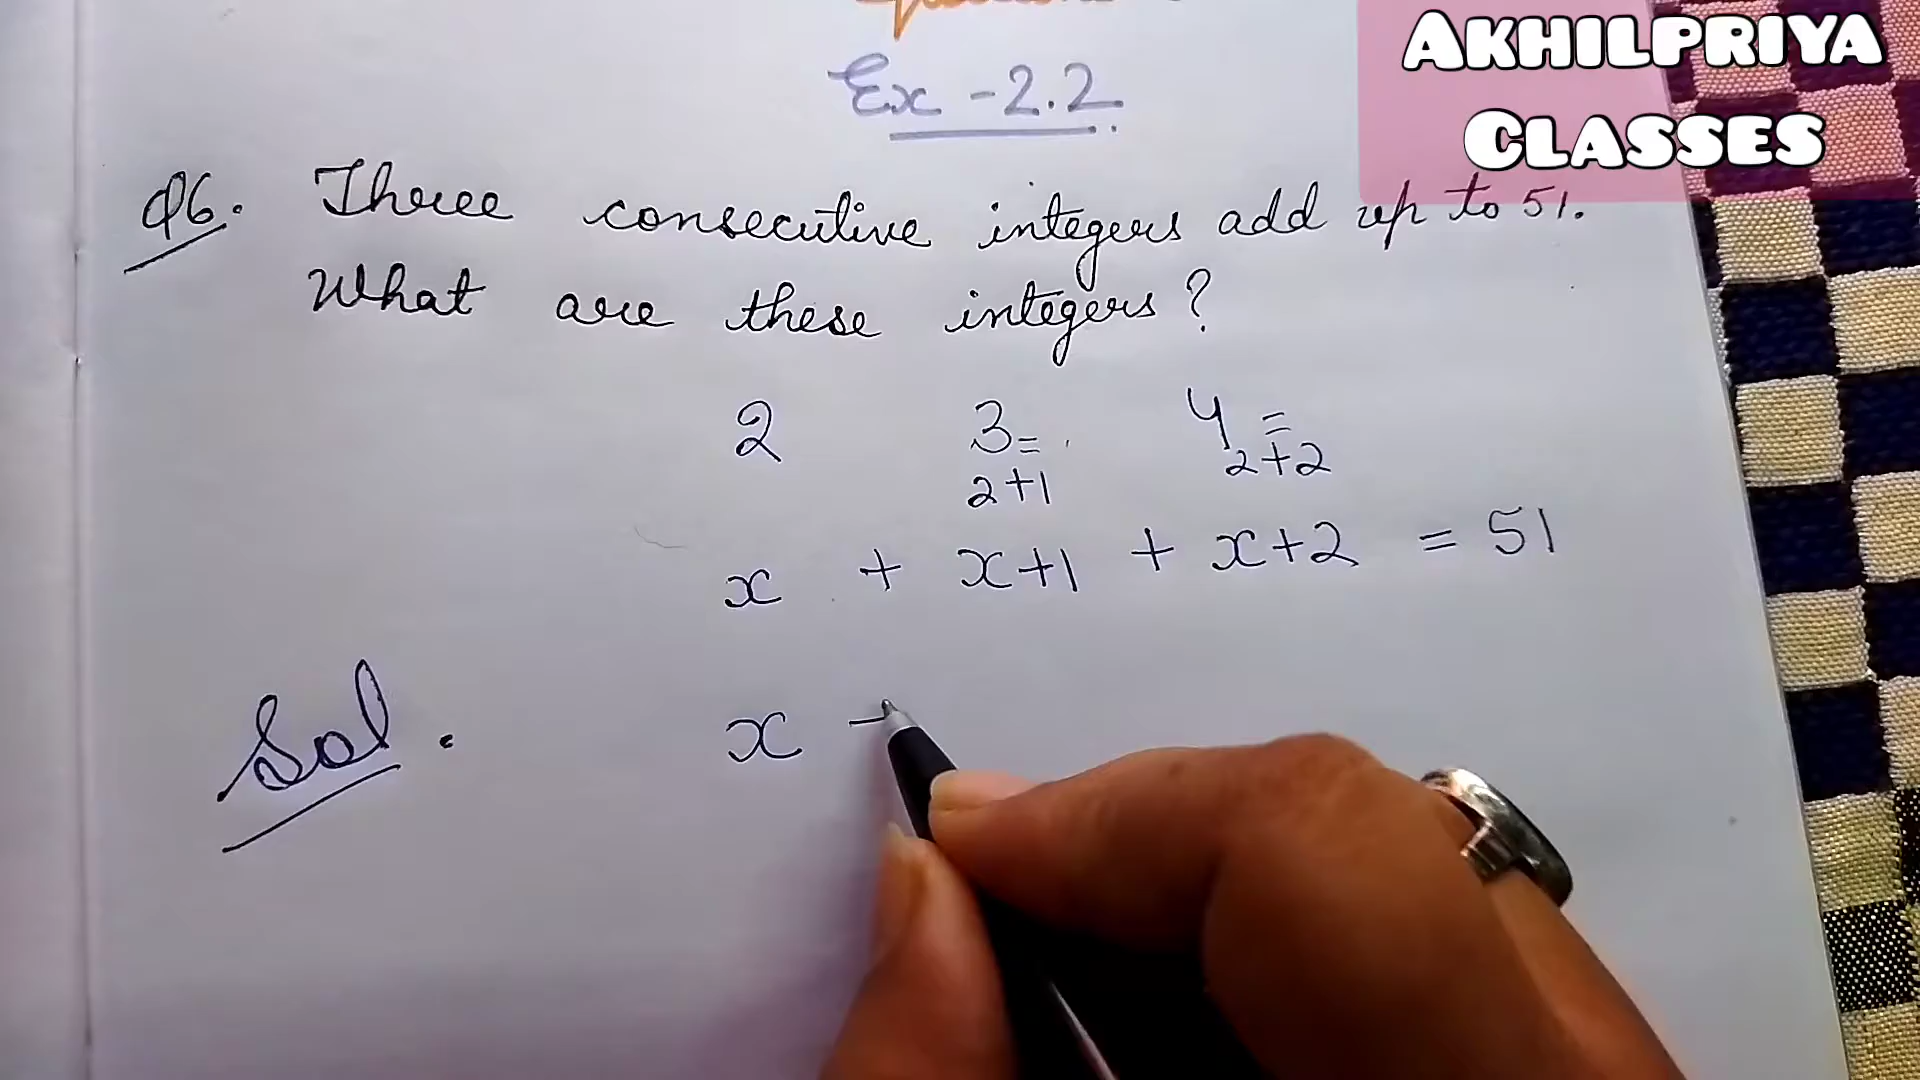 AKHILPRIYA
CLASSES
Ex - 2.2
Q6. Three consecutive integers add up to 51.
What are these integers?
2 3= 4=
2+1 2+2
x + x+1 + x+2 = 51
Sol. x